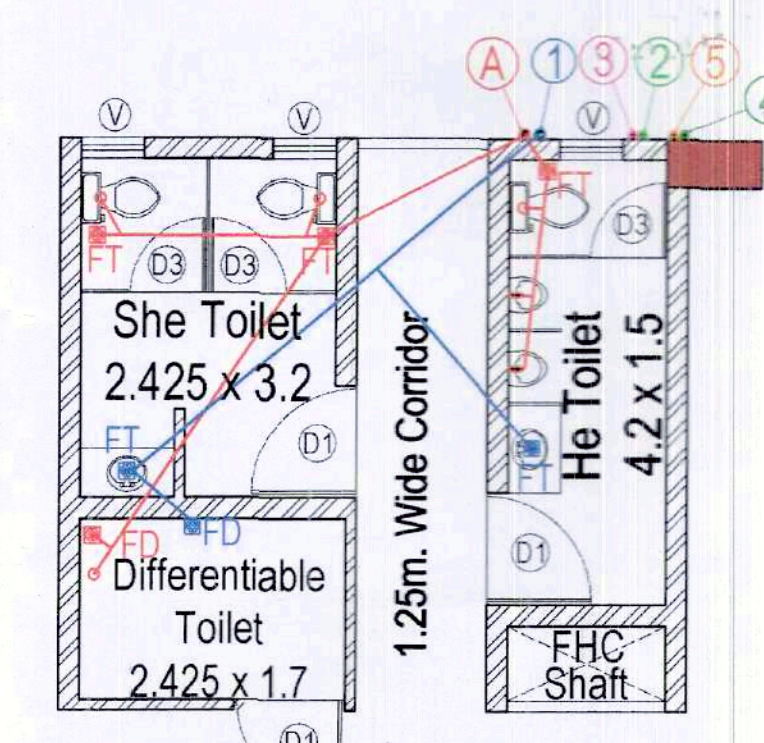 A 1 3 2 5 4
V V V
FT FT FT
D3 D3 D3
She Toilet
2.425 x 3.2
1.25m. Wide Corridor
He Toilet
4.2 x 1.5
FT
D1
FT
FD FD
D1
Differentiable
Toilet
2.425 x 1.7
FHC
Shaft
D1